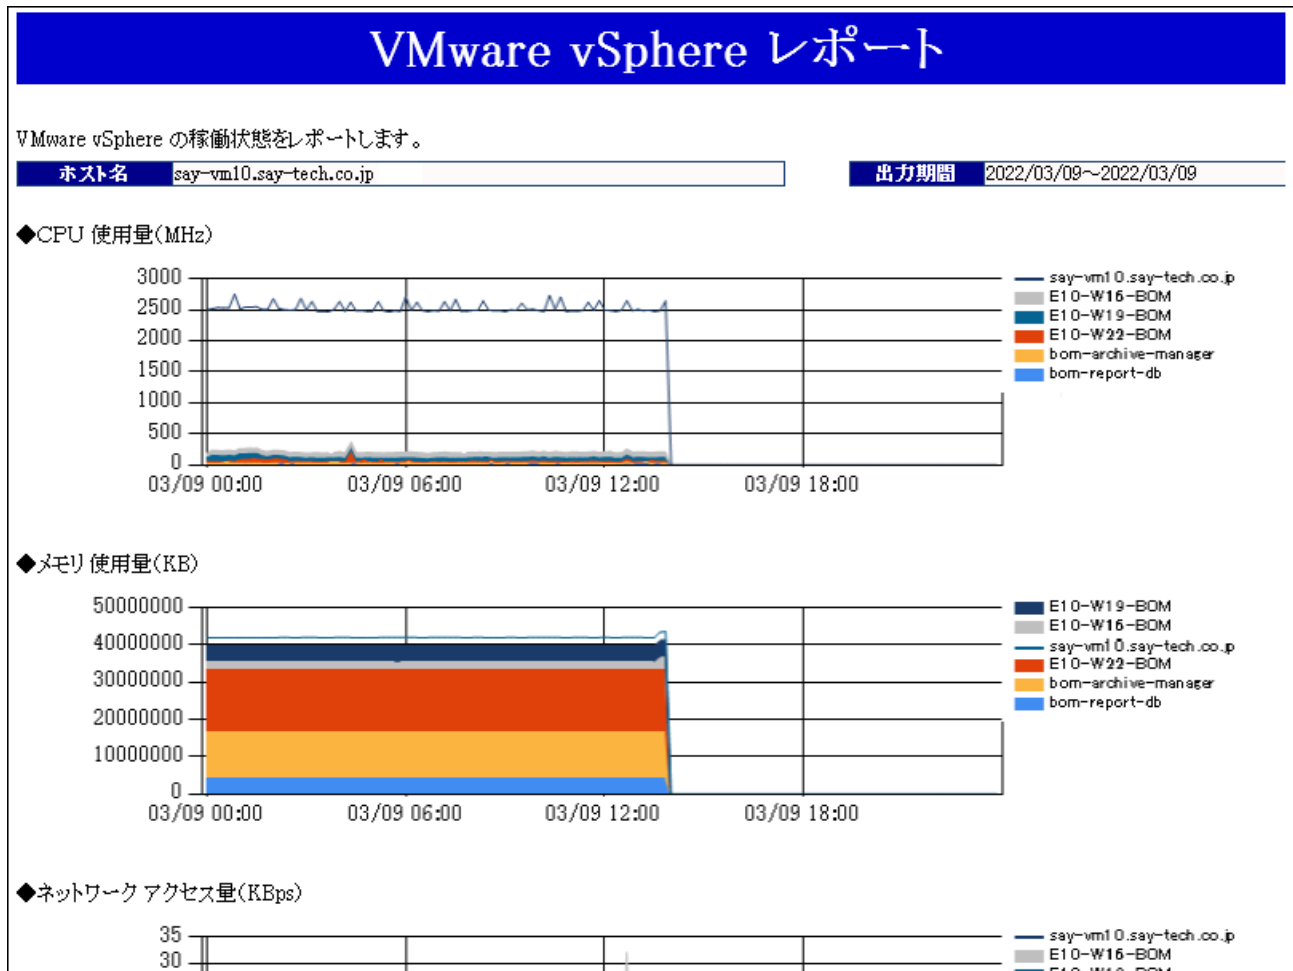 VMware vSphere レポート
VMware vSphere の稼働状態をレポートします。
ホスト名 say-vm10.say-tech.co.jp 出力期間 2022/03/09～2022/03/09
◆CPU 使用量(MHz)
3000
2500
2000
1500
1000
500
0
03/09 00:00 03/09 06:00 03/09 12:00 03/09 18:00
say-vm10.say-tech.co.jp
E10-W16-BOM
E10-W19-BOM
E10-W22-BOM
bom-archive-manager
bom-report-db
◆メモリ 使用量(KB)
50000000
40000000
30000000
20000000
10000000
0
03/09 00:00 03/09 06:00 03/09 12:00 03/09 18:00
E10-W19-BOM
E10-W16-BOM
say-vm10.say-tech.co.jp
E10-W22-BOM
bom-archive-manager
bom-report-db
◆ネットワーク アクセス量(KBps)
35
30
say-vm10.say-tech.co.jp
E10-W16-BOM